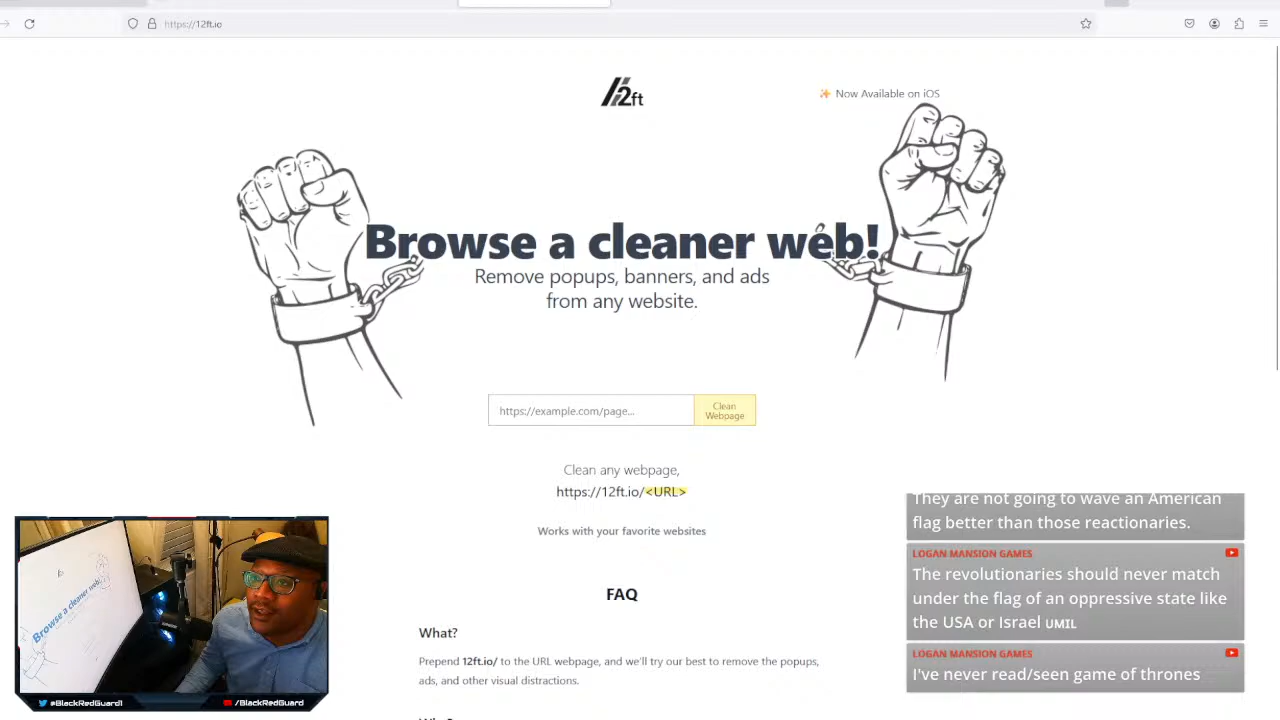 https://12ft.io
12ft
✨ Now Available on iOS
Browse a cleaner web!
Remove popups, banners, and ads
from any website.
https://example.com/page...
Clean
Webpage
Clean any webpage,
https://12ft.io/<URL>
Works with your favorite websites
FAQ
What?
Prepend 12ft.io/ to the URL webpage, and we'll try our best to remove the popups,
ads, and other visual distractions.
They are not going to wave an American
flag better than those reactionaries.
LOGAN MANSION GAMES
The revolutionaries should never match
under the flag of an oppressive state like
the USA or Israel UMIL
LOGAN MANSION GAMES
I've never read/seen game of thrones
Browse a cleaner web!
@BlackRedGuard1
/BlackRedGuard